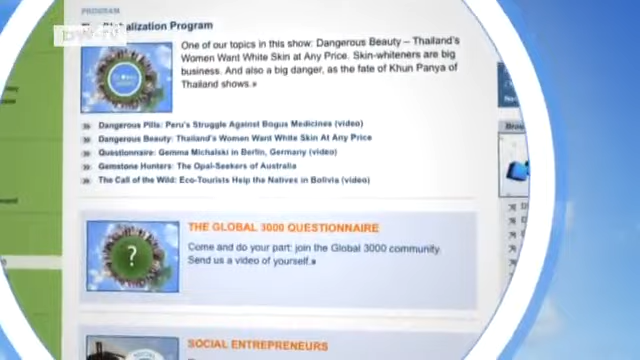 PROGRAM
Globalization Program
DW-TV
One of our topics in this show: Dangerous Beauty – Thailand's
Women Want White Skin at Any Price. Skin-whiteners are big
business. And also a big danger, as the fate of Khun Panya of
Thailand shows.»
Dangerous Pills: Peru's Struggle Against Bogus Medicines (video)
Dangerous Beauty: Thailand's Women Want White Skin At Any Price
Questionnaire: Gemma Michalski in Berlin, Germany (video)
Gemstone Hunters: The Opal-Seekers of Australia
The Call of the Wild: Eco-Tourists Help the Natives in Bolivia (video)
THE GLOBAL 3000 QUESTIONNAIRE
Come and do your part: join the Global 3000 community.
Send us a video of yourself.»
?
SOCIAL ENTREPRENEURS